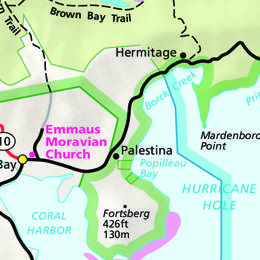 Brown Bay Trail
Hermitage
Borck Creek
Prin
Mardenboro
Point
10
Emmaus
Moravian
Church
Bay
Palestina
Popilleau
Bay
HURRICANE
HOLE
CORAL
HARBOR
Fortsberg
426ft
130m